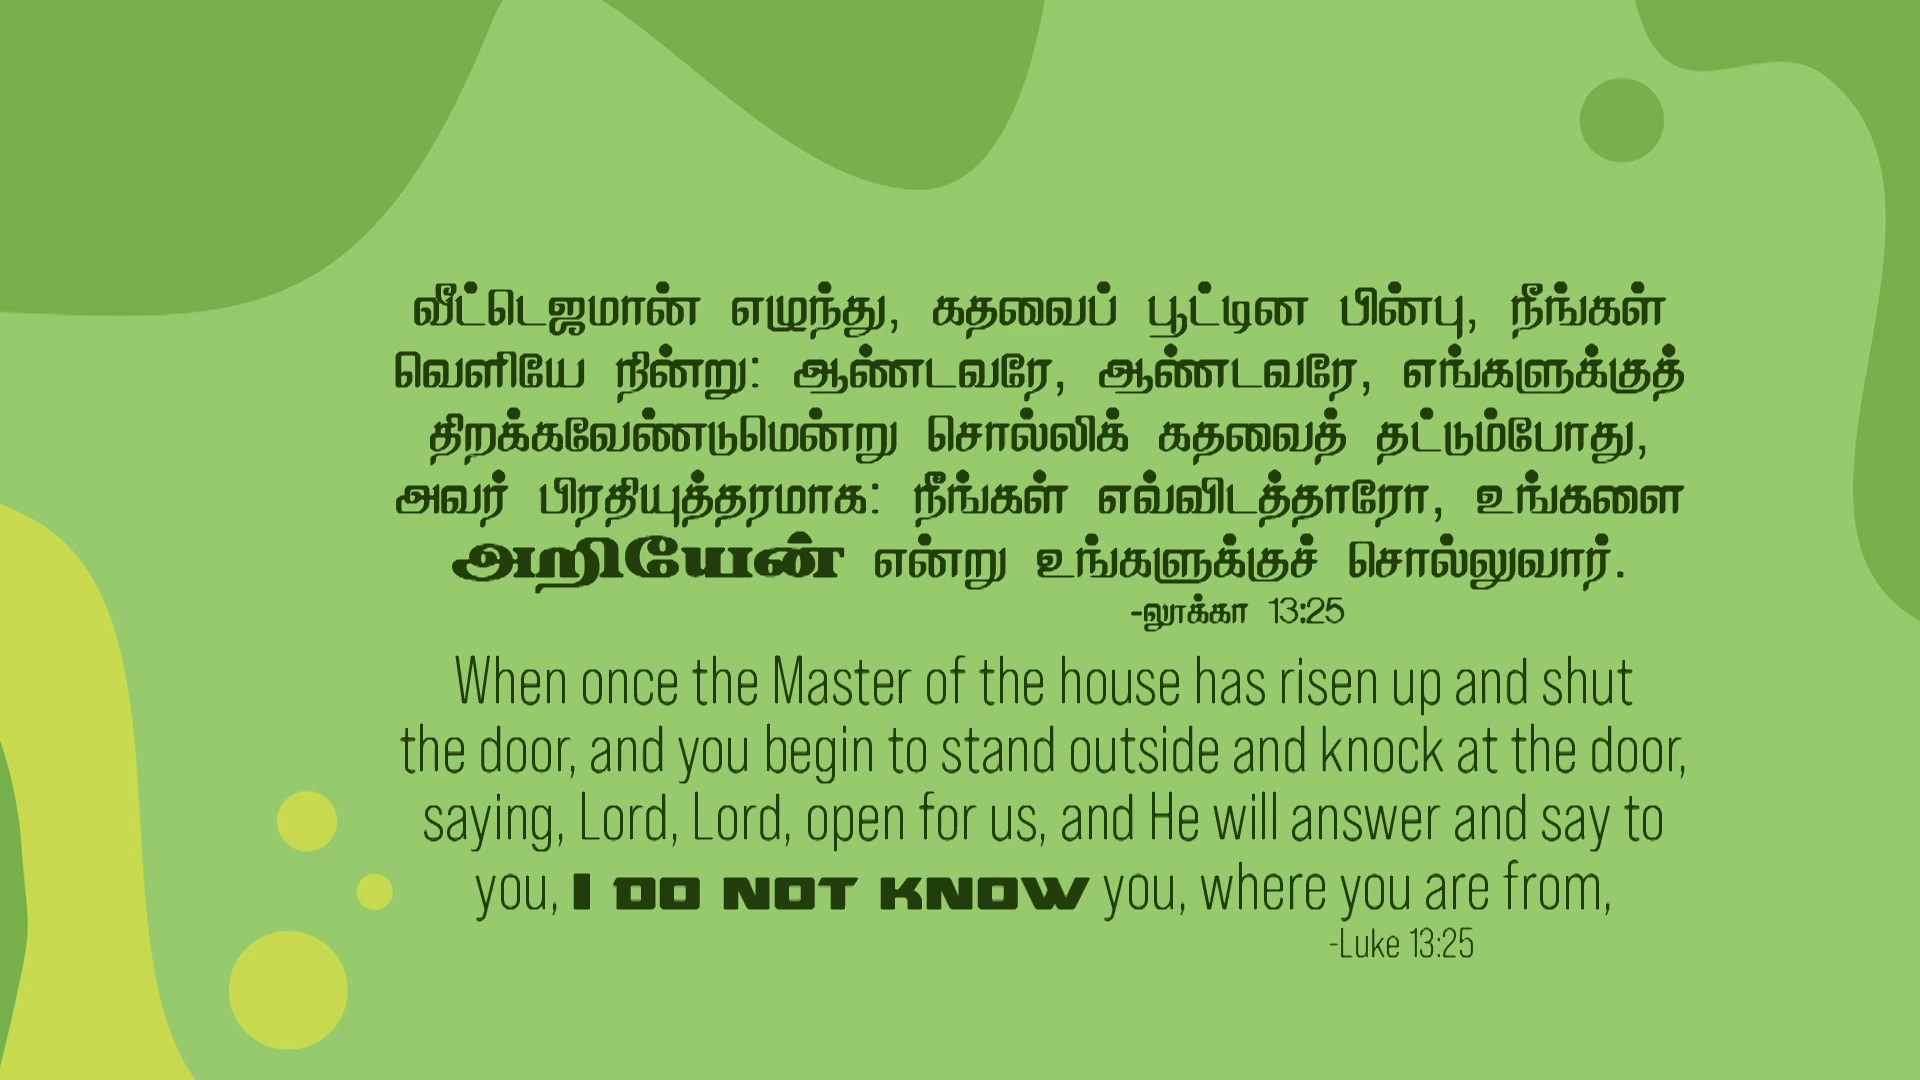 வீட்டெஜமான் எழுந்து, கதவைப் பூட்டின பின்பு, நீங்கள்
வெளியே நின்று: ஆண்டவரே, ஆண்டவரே, எங்களுக்குத்
திறக்கவேண்டுமென்று சொல்லிக் கதவைத் தட்டும்போது,
அவர் பிரதியுத்தரமாக: நீங்கள் எவ்விடத்தாரோ, உங்களை
அறியேன் என்று உங்களுக்குச் சொல்லுவார்.
-லூக்கா 13:25
When once the Master of the house has risen up and shut
the door, and you begin to stand outside and knock at the door,
saying, Lord, Lord, open for us, and He will answer and say to
you, I DO NOT KNOW you, where you are from,
-Luke 13:25